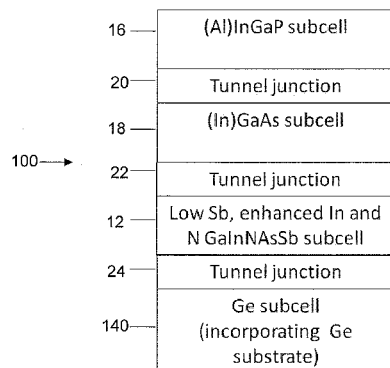 16
(Al)InGaP subcell
20
Tunnel junction
18
(In)GaAs subcell
100
22
Tunnel junction
12
Low Sb, enhanced In and
N GaInNAsSb subcell
24
Tunnel junction
140
Ge subcell
(incorporating Ge
substrate)